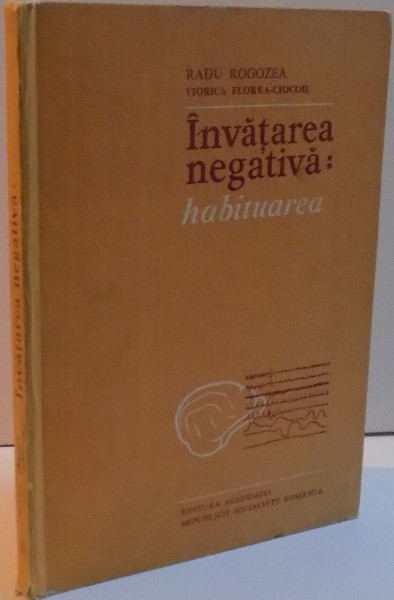 RADU ROGOZEA
VIORICA FLOREA-CIOCOIU
Învățarea
negativă:
habituarea
EDITURA ACADEMIEI
REPUBLICII SOCIALISTE ROMÂNIA
Învățarea negativă: